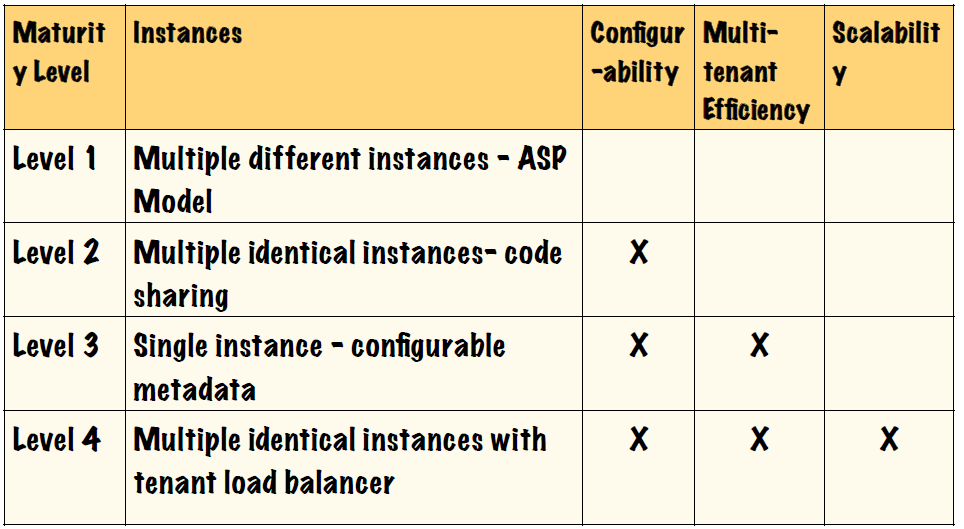 Maturit
y Level
Instances
Configur
-ability
Multi-
tenant
Efficiency
Scalabilit
y
Level 1
Multiple different instances - ASP
Model
Level 2
Multiple identical instances- code
sharing
X
Level 3
Single instance - configurable
metadata
X
X
Level 4
Multiple identical instances with
tenant load balancer
X
X
X